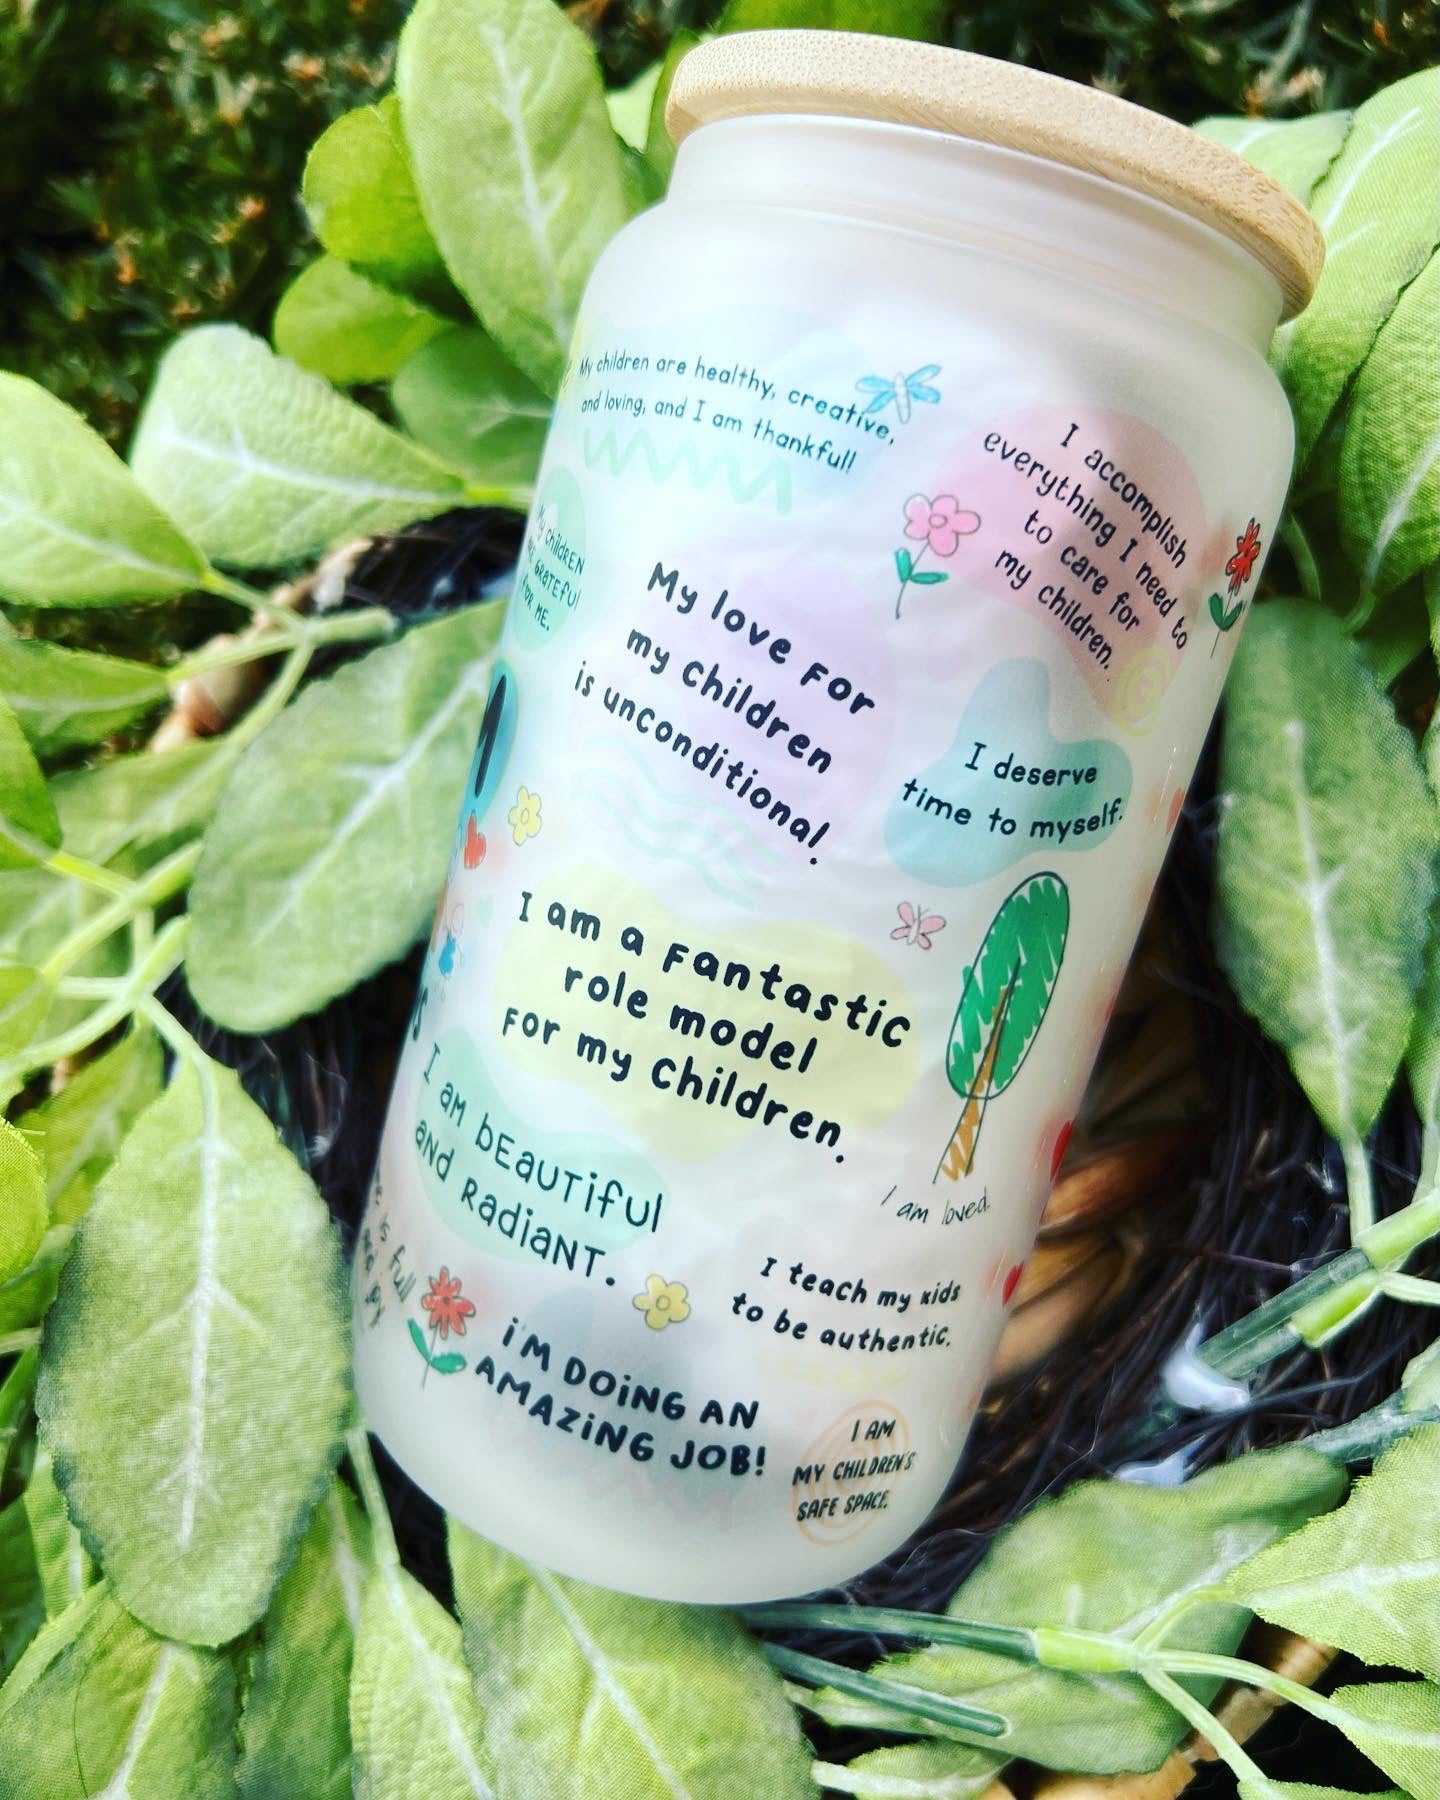 My children are healthy, creative,
and loving, and I am thankful!
I accomplish
everything I need to
to care for
my children.
My children
are grateful
for me.
My love for
my children
is unconditional.
I deserve
time to myself.
I am a fantastic
role model
for my children.
I am beautiful
and radiant.
I am loved.
is full
I teach my kids
to be authentic.
i'M DOiNG AN
AMAZiNG JOB!
I AM
MY CHILDREN'S
SAFE SPACE.